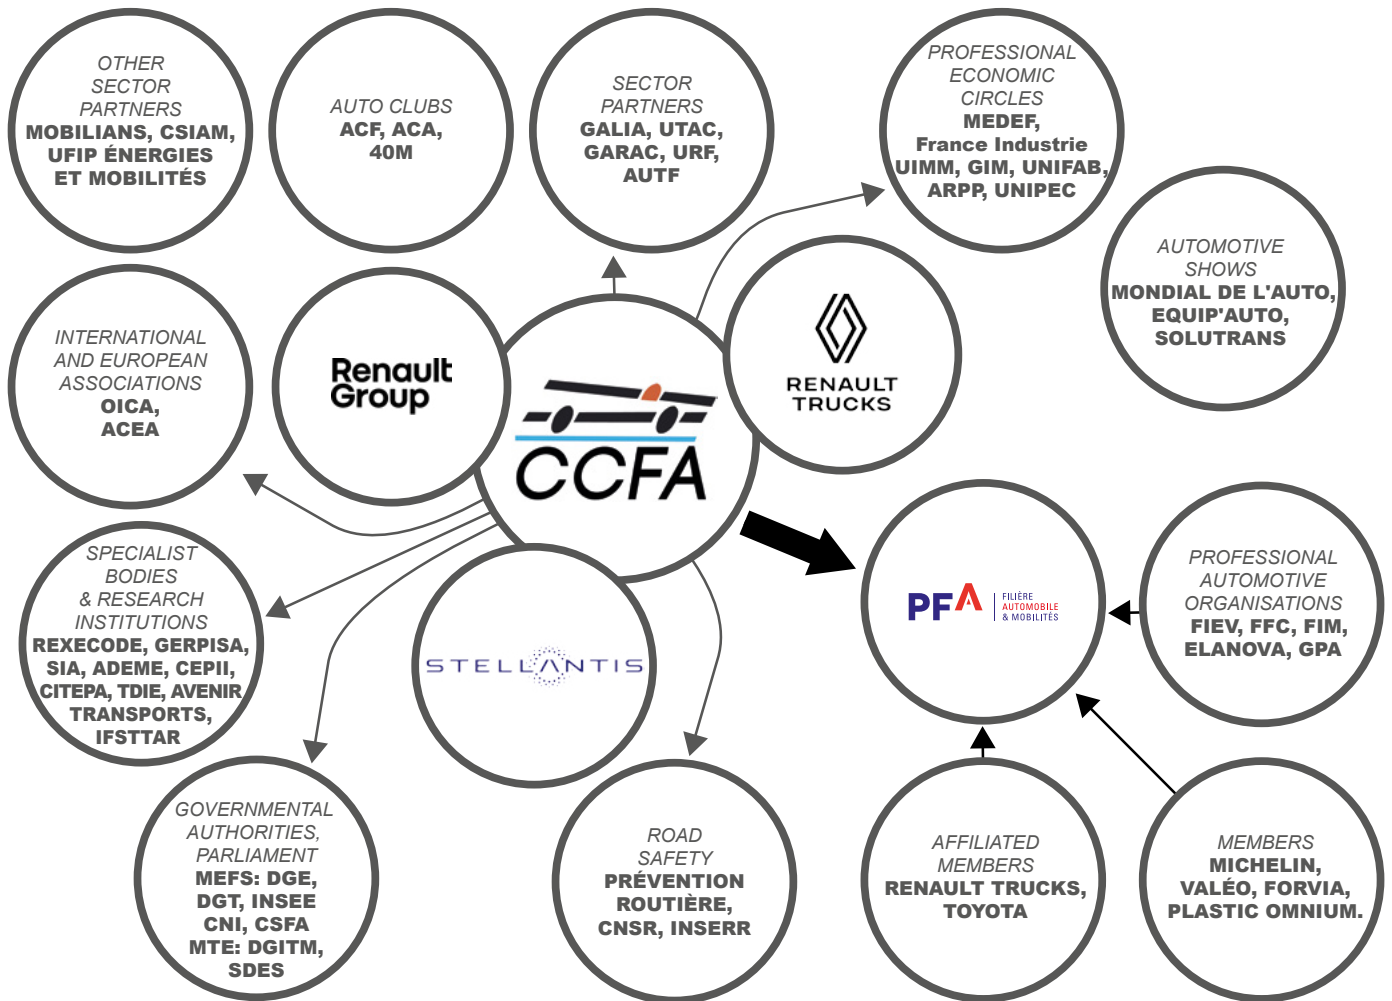 OTHER
SECTOR
PARTNERS
MOBILIANS, CSIAM,
UFIP ÉNERGIES
ET MOBILITÉS
AUTO CLUBS
ACF, ACA,
40M
SECTOR
PARTNERS
GALIA, UTAC,
GARAC, URF,
AUTF
PROFESSIONAL
ECONOMIC
CIRCLES
MEDEF,
France Industrie
UIMM, GIM, UNIFAB,
ARPP, UNIPEC
AUTOMOTIVE
SHOWS
MONDIAL DE L'AUTO,
EQUIP'AUTO,
SOLUTRANS
INTERNATIONAL
AND EUROPEAN
ASSOCIATIONS
OICA,
ACEA
Renault
Group
CCFA
RENAULT
TRUCKS
SPECIALIST
BODIES
& RESEARCH
INSTITUTIONS
REXECODE, GERPISA,
SIA, ADEME, CEPII,
CITEPA, TDIE, AVENIR
TRANSPORTS,
IFSTTAR
STELLANTIS
PFA
FILIÈRE
AUTOMOBILE
& MOBILITÉS
PROFESSIONAL
AUTOMOTIVE
ORGANISATIONS
FIEV, FFC, FIM,
ELANOVA, GPA
GOVERNMENTAL
AUTHORITIES,
PARLIAMENT
MEFS: DGE,
DGT, INSEE
CNI, CSFA
MTE: DGITM,
SDES
ROAD
SAFETY
PRÉVENTION
ROUTIÈRE,
CNSR, INSERR
AFFILIATED
MEMBERS
RENAULT TRUCKS,
TOYOTA
MEMBERS
MICHELIN,
VALÉO, FORVIA,
PLASTIC OMNIUM.